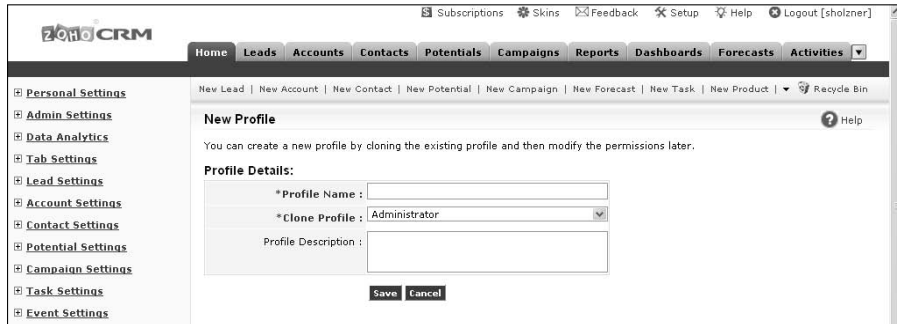 Subscriptions Skins Feedback Setup Help Logout [sholzner]
ZOHO CRM
Home Leads Accounts Contacts Potentials Campaigns Reports Dashboards Forecasts Activities
New Lead | New Account | New Contact | New Potential | New Campaign | New Forecast | New Task | New Product | Recycle Bin
Personal Settings
Admin Settings
Data Analytics
Tab Settings
Lead Settings
Account Settings
Contact Settings
Potential Settings
Campaign Settings
Task Settings
Event Settings
New Profile
Help
You can create a new profile by cloning the existing profile and then modify the permissions later.
Profile Details:
*Profile Name :
*Clone Profile : Administrator
Profile Description :
Save Cancel